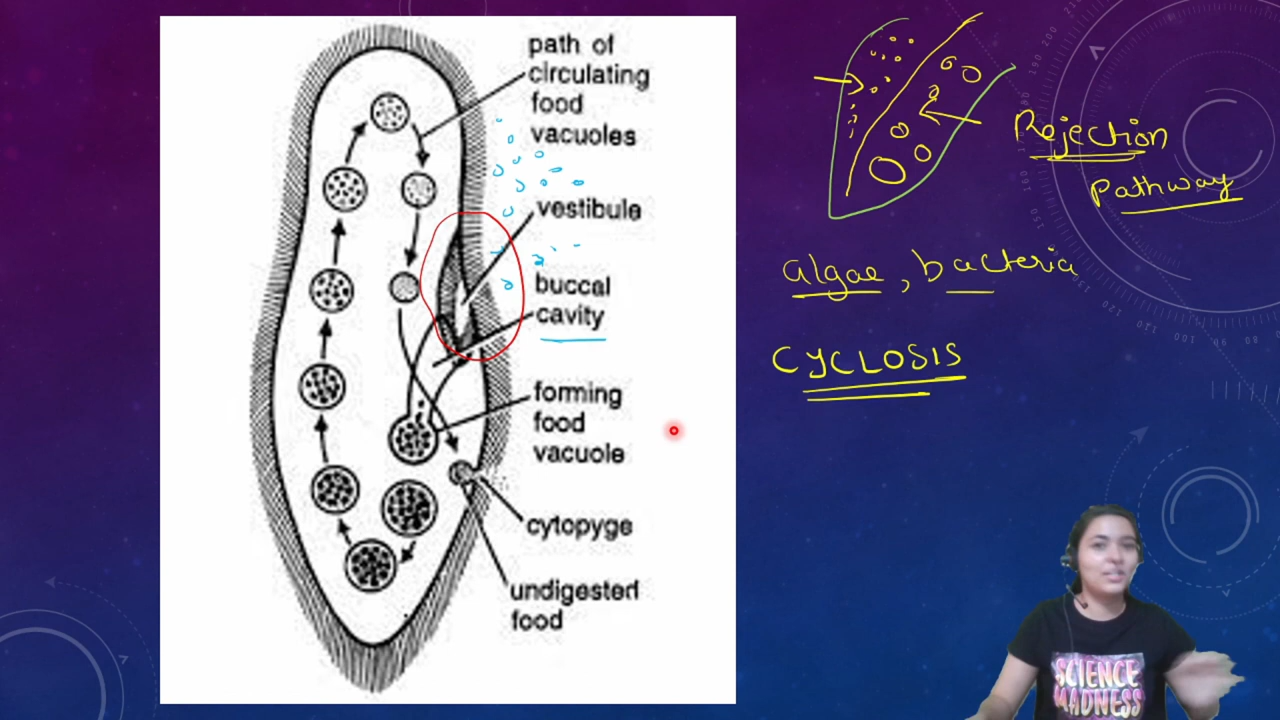 path of
circulating
food
vacuoles
vestibule
buccal
cavity
forming
food
vacuole
cytopyge
undigested
food
Rejection
Pathway
algae, bacteria
CYCLOSIS
SCIENCE
MADNESS